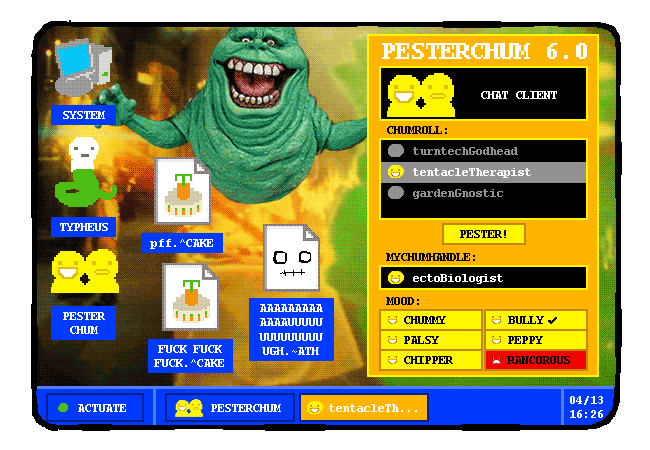 SYSTEM
TYPHEUS
PESTER
CHUM
pff.^CAKE
FUCK FUCK
FUCK.^CAKE
AAAAAAAAA
AAAAUUUUU
UUUUUUUUU
UGH.~ATH
PESTERCHUM 6.0
CHAT CLIENT
CHUMROLL:
turntechGodhead
tentacleTherapist
gardenGnostic
PESTER!
MYCHUMHANDLE:
ectoBiologist
MOOD:
CHUMMY
BULLY ✓
PALSY
PEPPY
CHIPPER
RANCOROUS
ACTUATE
PESTERCHUM
tentacleTh...
04/13
16:26